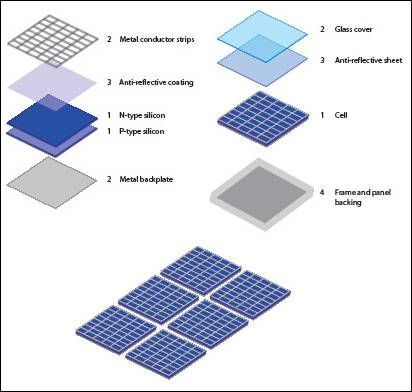 2 Metal conductor strips
3 Anti-reflective coating
1 N-type silicon
1 P-type silicon
2 Metal backplate
2 Glass cover
3 Anti-reflective sheet
1 Cell
4 Frame and panel
backing